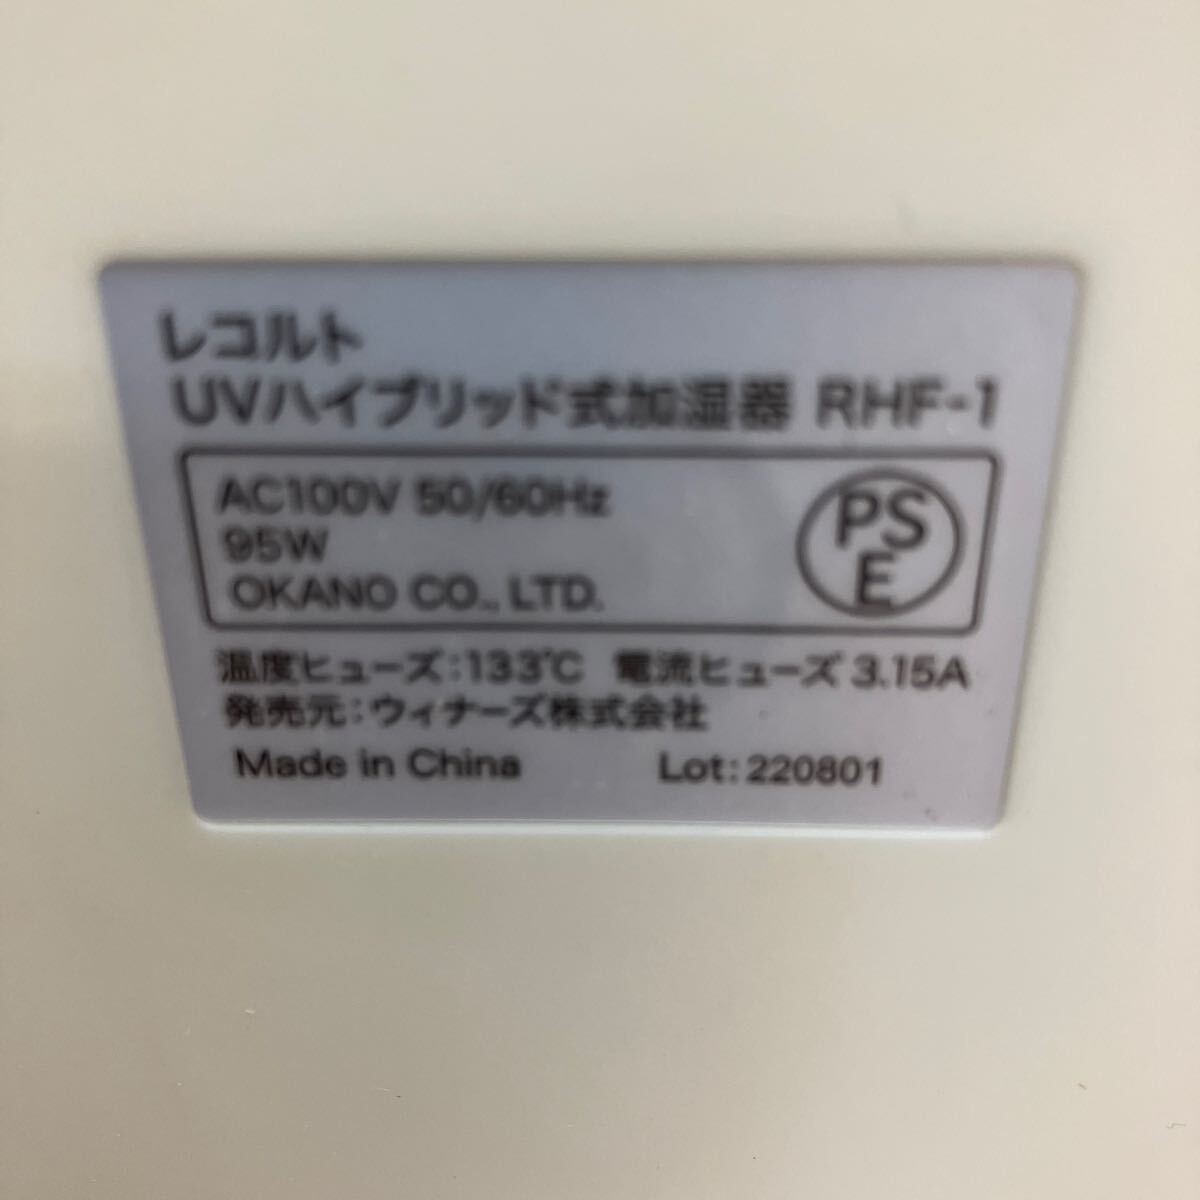 レコルト
UVハイブリッド式加湿器 RHF-1
AC100V 50/60Hz
95W
OKANO CO., LTD.
PS
E
温度ヒューズ:133℃ 電流ヒューズ 3.15A
発売元:ウィナーズ株式会社
Made in China Lot: 220801